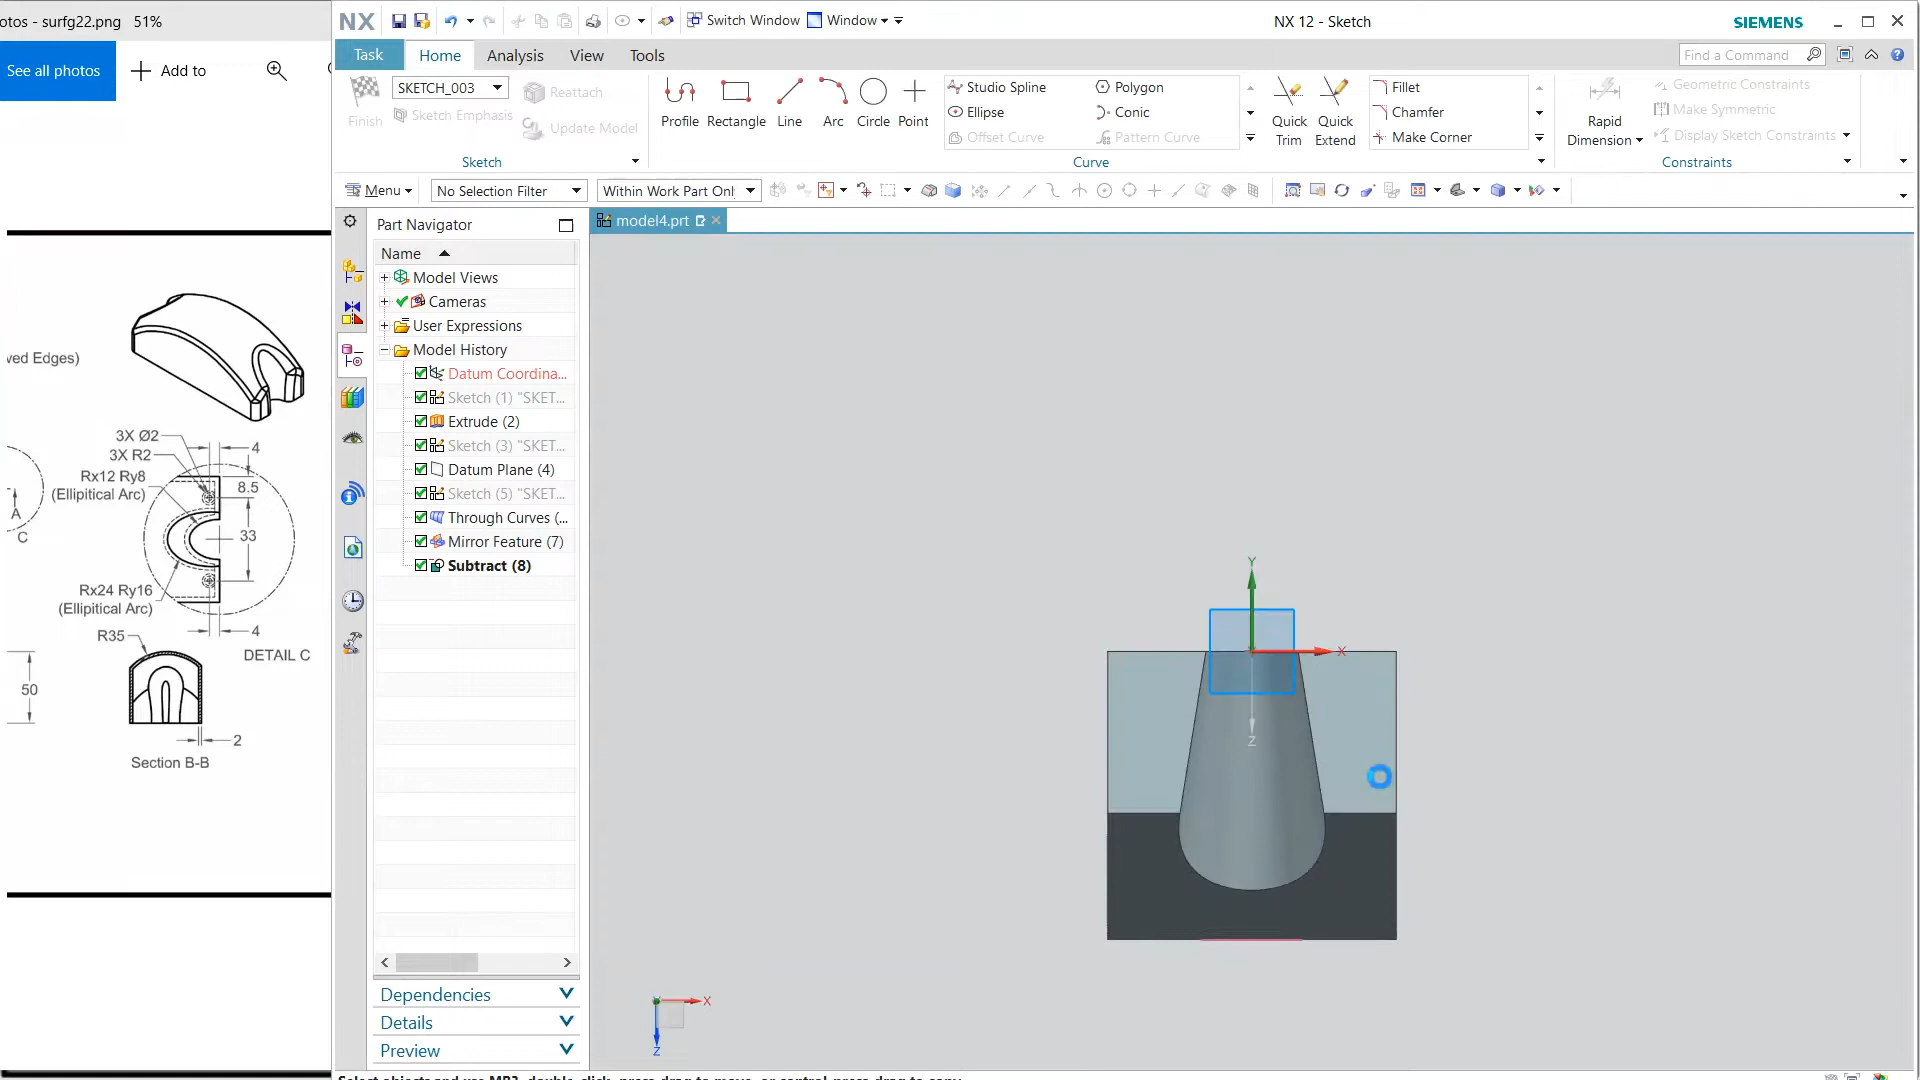 otos - surfg22.png 51%
See all photos
Add to
ved Edges)
3X Ø2
3X R2
Rx12 Ry8
(Ellipitical Arc)
4
8.5
33
A
C
Rx24 Ry16
(Ellipitical Arc)
4
R35
DETAIL C
50
2
Section B-B
NX
Switch Window
Window
NX 12 - Sketch
SIEMENS
Task
Home
Analysis
View
Tools
Find a Command
Finish
SKETCH_003
Sketch Emphasis
Reattach
Update Model
Sketch
Profile
Rectangle
Line
Arc
Circle
Point
Studio Spline
Ellipse
Offset Curve
Polygon
Conic
Pattern Curve
Curve
Quick Trim
Quick Extend
Fillet
Chamfer
Make Corner
Rapid Dimension
Geometric Constraints
Make Symmetric
Display Sketch Constraints
Constraints
Menu
No Selection Filter
Within Work Part Onl
Part Navigator
model4.prt
Name
Model Views
Cameras
User Expressions
Model History
Datum Coordina...
Sketch (1) "SKET...
Extrude (2)
Sketch (3) "SKET...
Datum Plane (4)
Sketch (5) "SKET...
Through Curves (...
Mirror Feature (7)
Subtract (8)
Dependencies
Details
Preview
Y
X
Z
X
Z